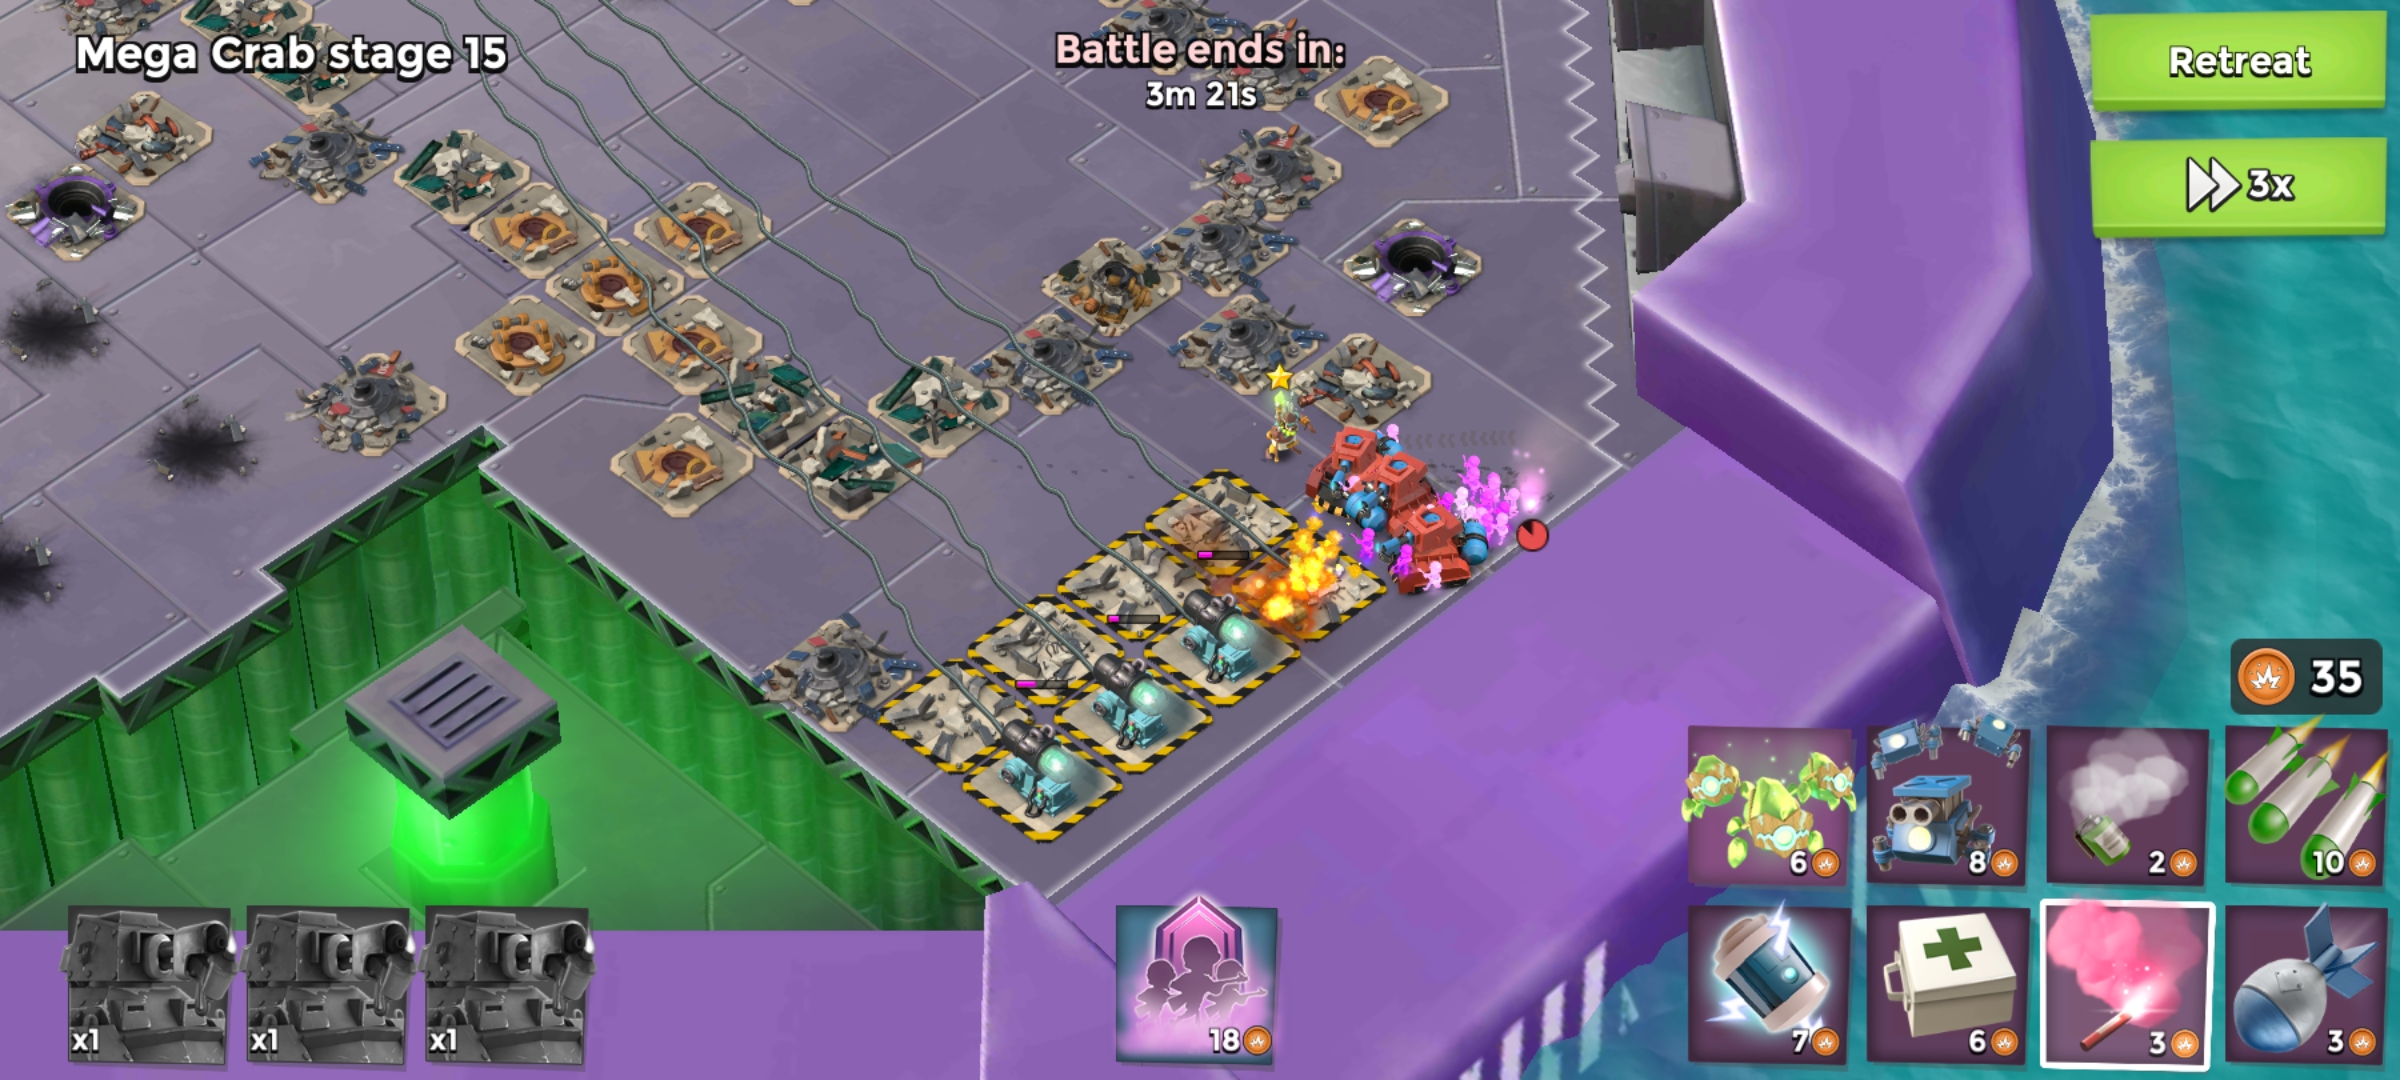 Mega Crab stage 15
Battle ends in:
3m 21s
Retreat
3x
35
6
8
2
10
7
6
3
3
18
x1
x1
x1